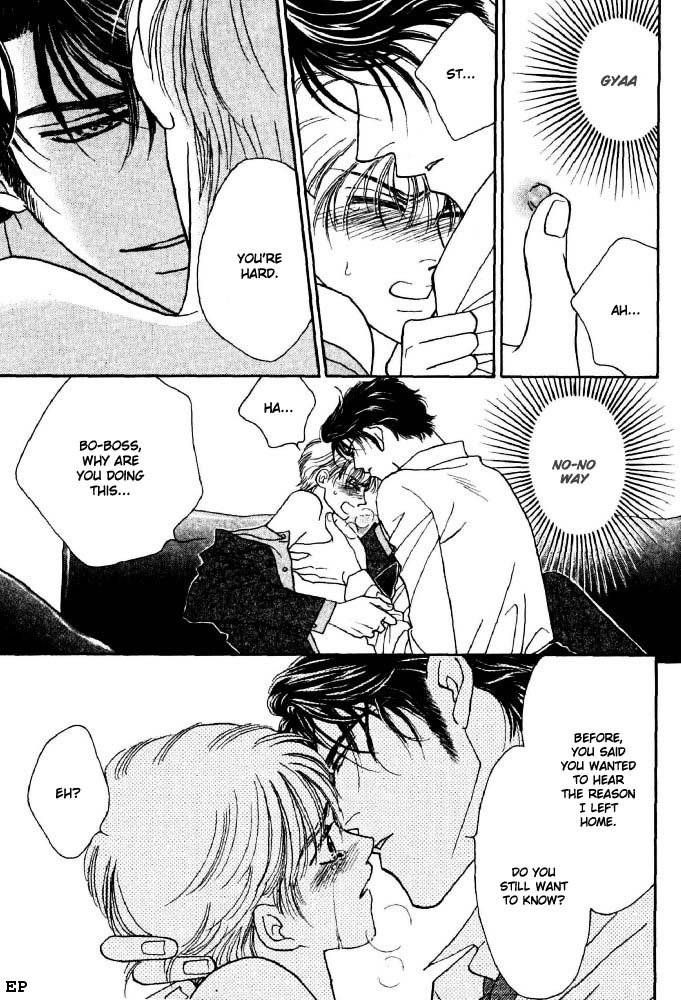 GYAA
AH...
ST...
YOU'RE
HARD.
NO-NO
WAY
HA...
BO-BOSS,
WHY ARE
YOU DOING
THIS...
BEFORE,
YOU SAID
YOU WANTED
TO HEAR
THE REASON
I LEFT
HOME.
DO YOU
STILL WANT
TO KNOW?
EH?
EP